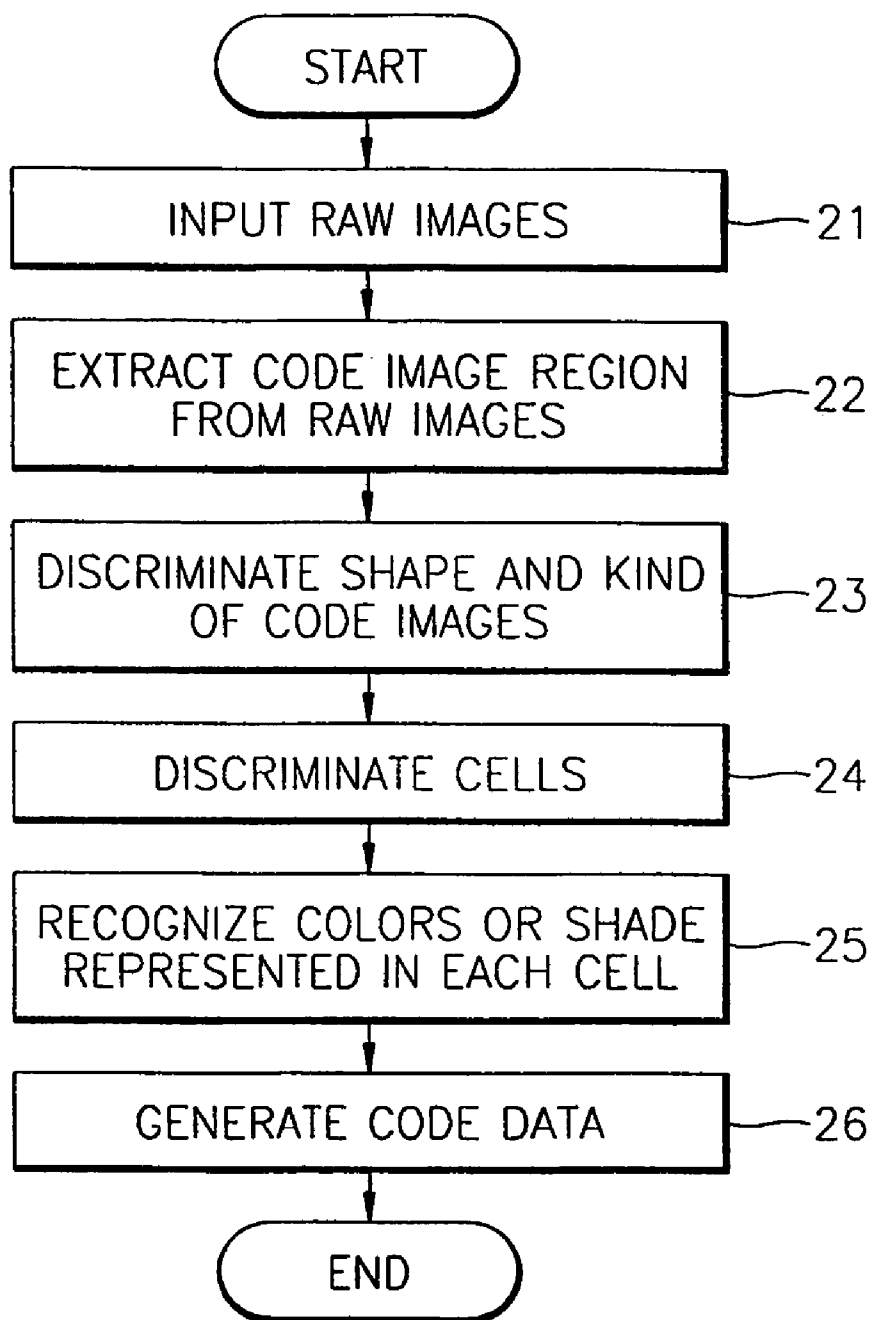 START
INPUT RAW IMAGES
21
EXTRACT CODE IMAGE REGION
FROM RAW IMAGES
22
DISCRIMINATE SHAPE AND KIND
OF CODE IMAGES
23
DISCRIMINATE CELLS
24
RECOGNIZE COLORS OR SHADE
REPRESENTED IN EACH CELL
25
GENERATE CODE DATA
26
END